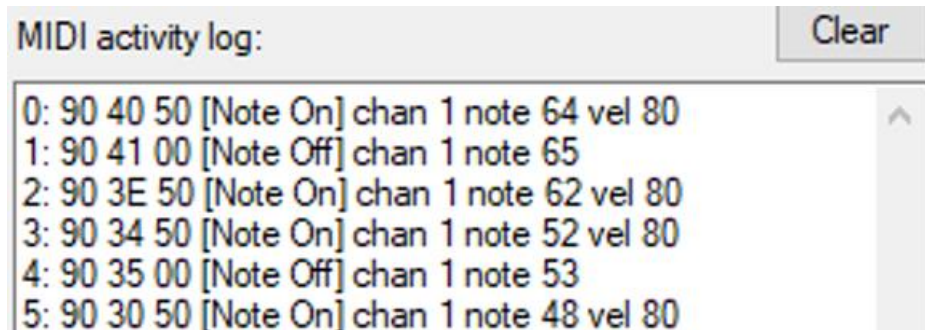 MIDI activity log:
Clear
0: 90 40 50 [Note On] chan 1 note 64 vel 80
1: 90 41 00 [Note Off] chan 1 note 65
2: 90 3E 50 [Note On] chan 1 note 62 vel 80
3: 90 34 50 [Note On] chan 1 note 52 vel 80
4: 90 35 00 [Note Off] chan 1 note 53
5: 90 30 50 [Note On] chan 1 note 48 vel 80